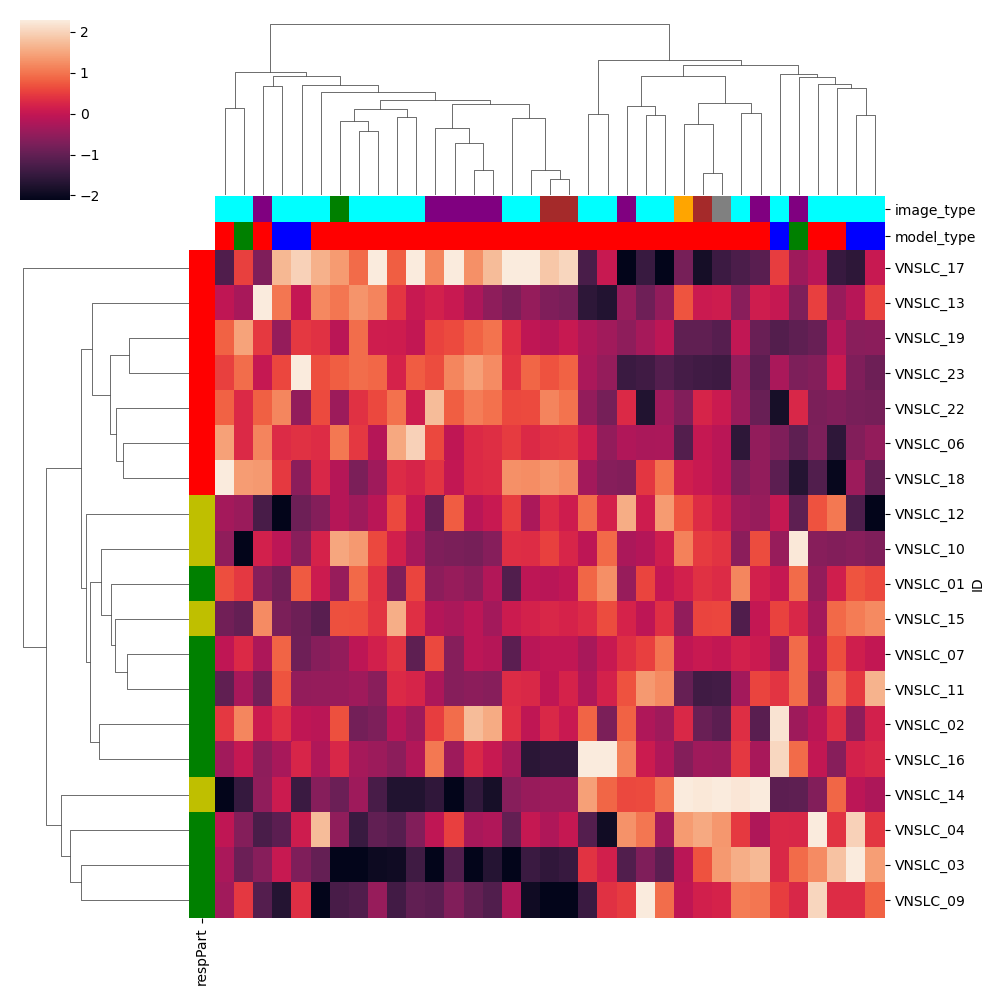 2
1
0
−1
−2
image_type
model_type
VNSLC_17
VNSLC_13
VNSLC_19
VNSLC_23
VNSLC_22
VNSLC_06
VNSLC_18
VNSLC_12
VNSLC_10
VNSLC_01
VNSLC_15
VNSLC_07
VNSLC_11
VNSLC_02
VNSLC_16
VNSLC_14
VNSLC_04
VNSLC_03
VNSLC_09
ID
respPart